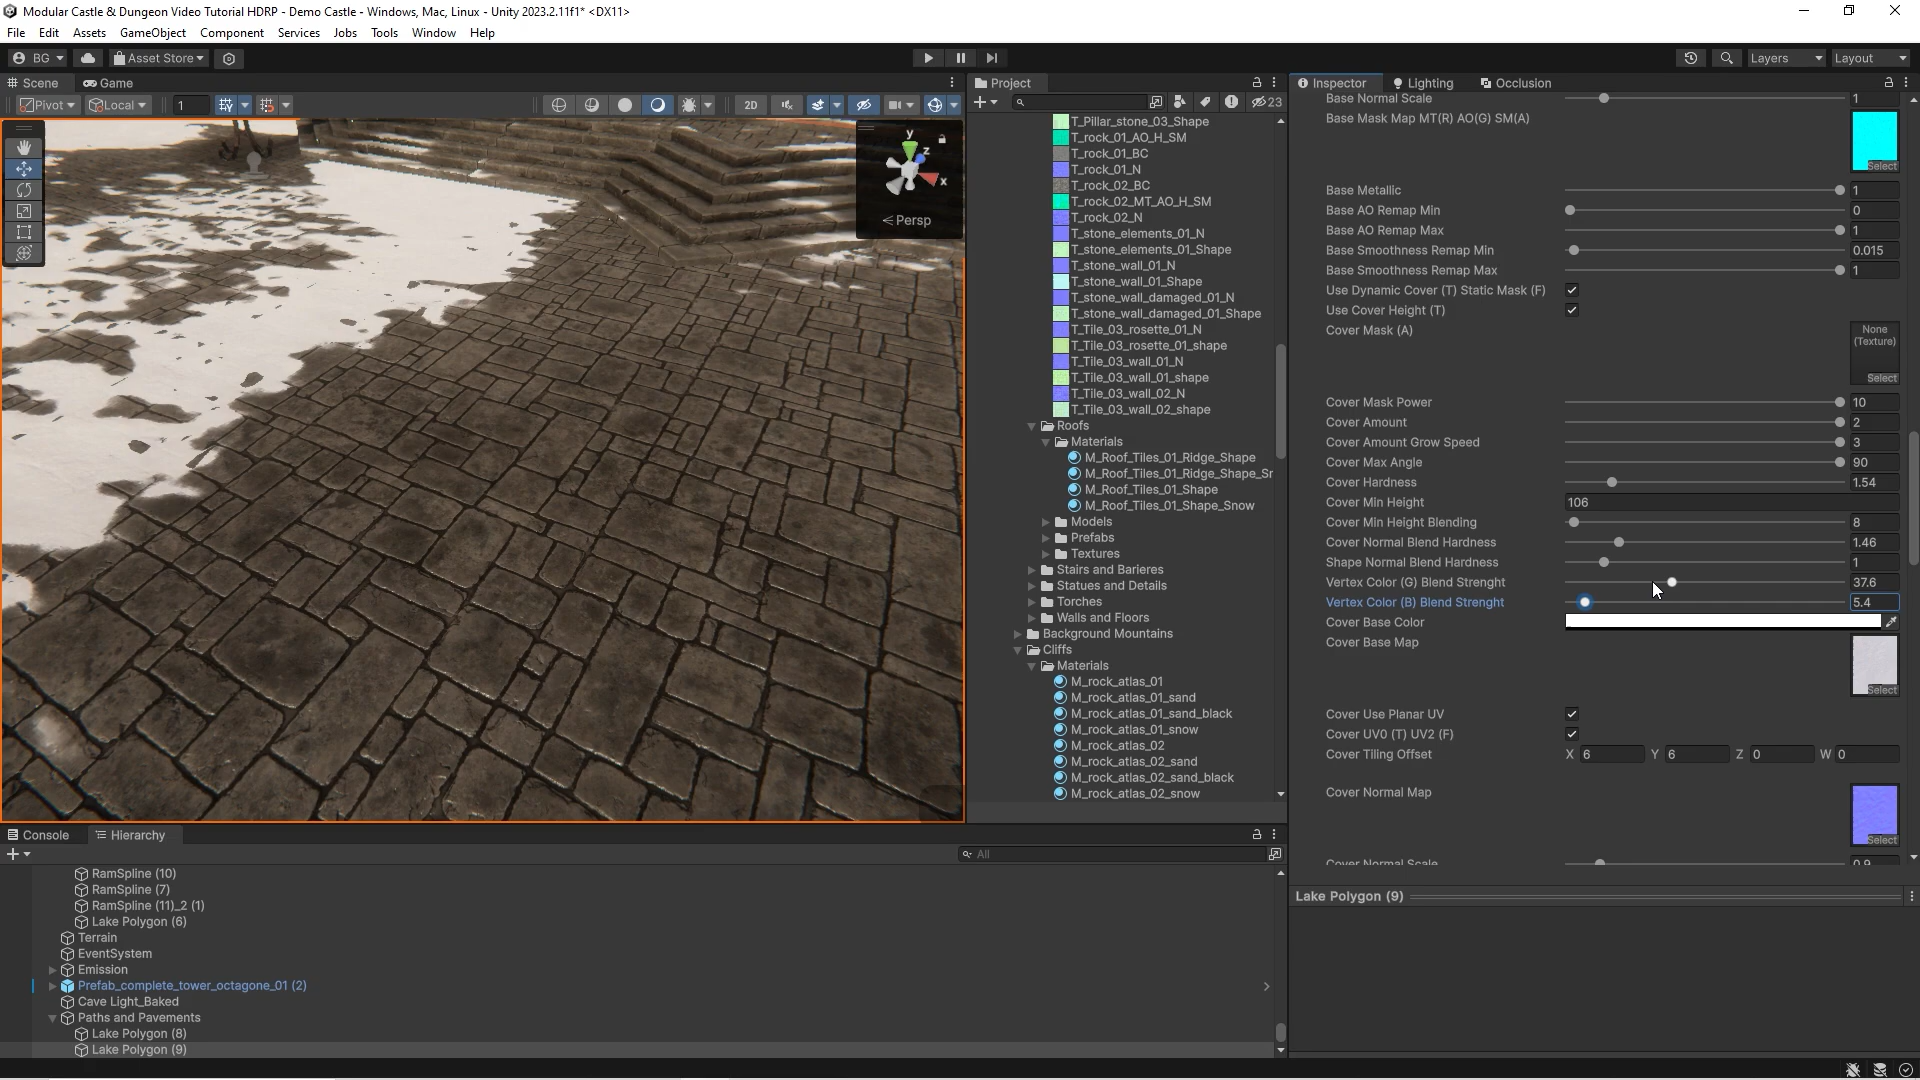 Modular Castle & Dungeon Video Tutorial HDRP - Demo Castle - Windows, Mac, Linux - Unity 2023.2.11f1* <DX11>
File Edit Assets GameObject Component Services Jobs Tools Window Help
BG Asset Store Layers Layout
Scene Game
Pivot Local 1 2D
y
z
x
Persp
Project
23
T_Pillar_stone_03_Shape
T_rock_01_AO_H_SM
T_rock_01_BC
T_rock_01_N
T_rock_02_BC
T_rock_02_MT_AO_H_SM
T_rock_02_N
T_stone_elements_01_N
T_stone_elements_01_Shape
T_stone_wall_01_N
T_stone_wall_01_Shape
T_stone_wall_damaged_01_N
T_stone_wall_damaged_01_Shape
T_Tile_03_rosette_01_N
T_Tile_03_rosette_01_shape
T_Tile_03_wall_01_N
T_Tile_03_wall_01_shape
T_Tile_03_wall_02_N
T_Tile_03_wall_02_shape
Roofs
Materials
M_Roof_Tiles_01_Ridge_Shape
M_Roof_Tiles_01_Ridge_Shape_Sr
M_Roof_Tiles_01_Shape
M_Roof_Tiles_01_Shape_Snow
Models
Prefabs
Textures
Stairs and Barieres
Statues and Details
Torches
Walls and Floors
Background Mountains
Cliffs
Materials
M_rock_atlas_01
M_rock_atlas_01_sand
M_rock_atlas_01_sand_black
M_rock_atlas_01_snow
M_rock_atlas_02
M_rock_atlas_02_sand
M_rock_atlas_02_sand_black
M_rock_atlas_02_snow
Inspector Lighting Occlusion
Base Normal Scale 1
Base Mask Map MT(R) AO(G) SM(A)
Select
Base Metallic 1
Base AO Remap Min 0
Base AO Remap Max 1
Base Smoothness Remap Min 0.015
Base Smoothness Remap Max 1
Use Dynamic Cover (T) Static Mask (F)
Use Cover Height (T)
Cover Mask (A)
None
(Texture)
Select
Cover Mask Power 10
Cover Amount 2
Cover Amount Grow Speed 3
Cover Max Angle 90
Cover Hardness 1.54
Cover Min Height 106
Cover Min Height Blending 8
Cover Normal Blend Hardness 1.46
Shape Normal Blend Hardness 1
Vertex Color (G) Blend Strenght 37.6
Vertex Color (B) Blend Strenght 5.4
Cover Base Color
Cover Base Map
Select
Cover Use Planar UV
Cover UV0 (T) UV2 (F)
Cover Tiling Offset X 6 Y 6 Z 0 W 0
Cover Normal Map
Select
Cover Normal Scale 0.9
Lake Polygon (9)
Console Hierarchy
All
RamSpline (10)
RamSpline (7)
RamSpline (11)_2 (1)
Lake Polygon (6)
Terrain
EventSystem
Emission
Prefab_complete_tower_octagone_01 (2)
Cave Light_Baked
Paths and Pavements
Lake Polygon (8)
Lake Polygon (9)